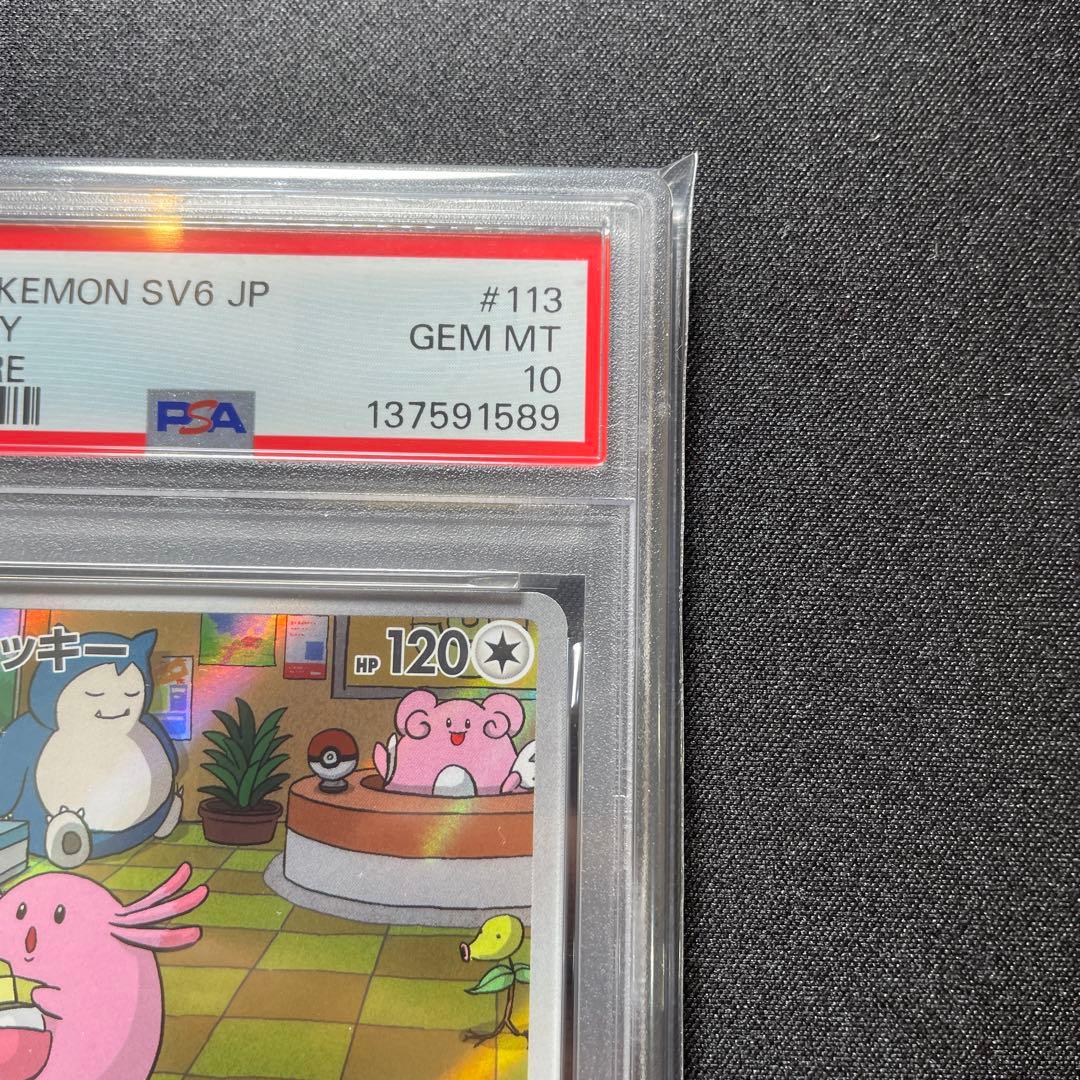 KEMON SV6 JP
#113
Y
GEM MT
RE
10
PSA
137591589
ッキー
HP 120